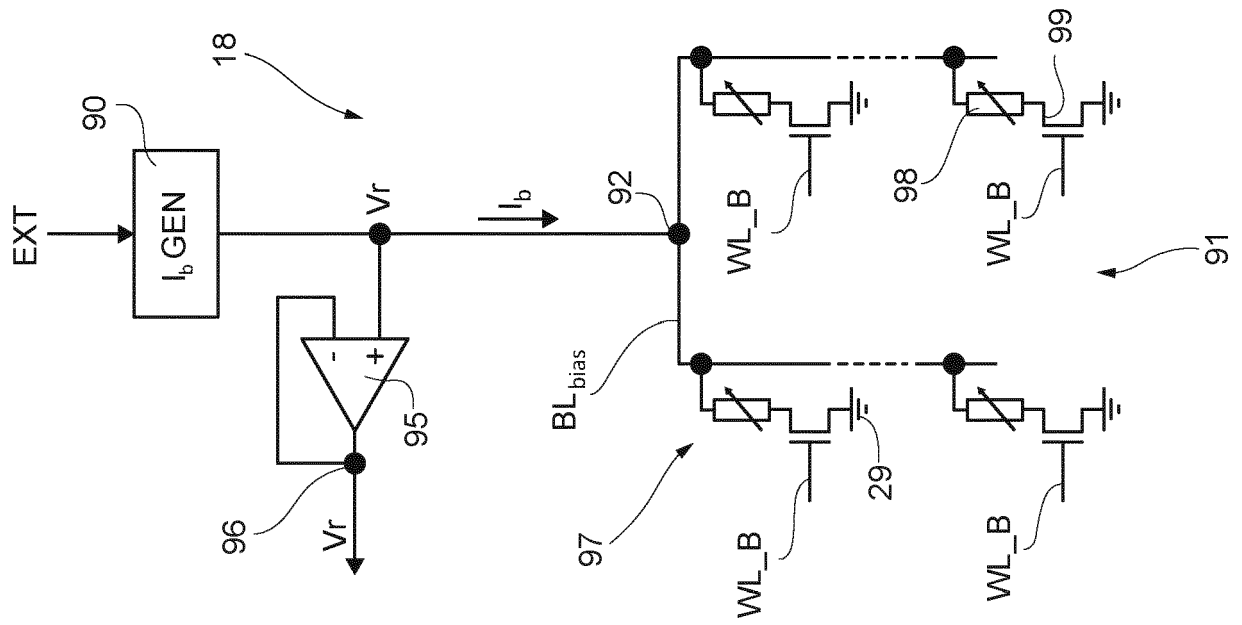 EXT
90
I_b GEN
18
Vr
-
+
95
96
Vr
I_b
92
BL_bias
WL_B
98
99
WL_B
97
WL_B
29
WL_B
91